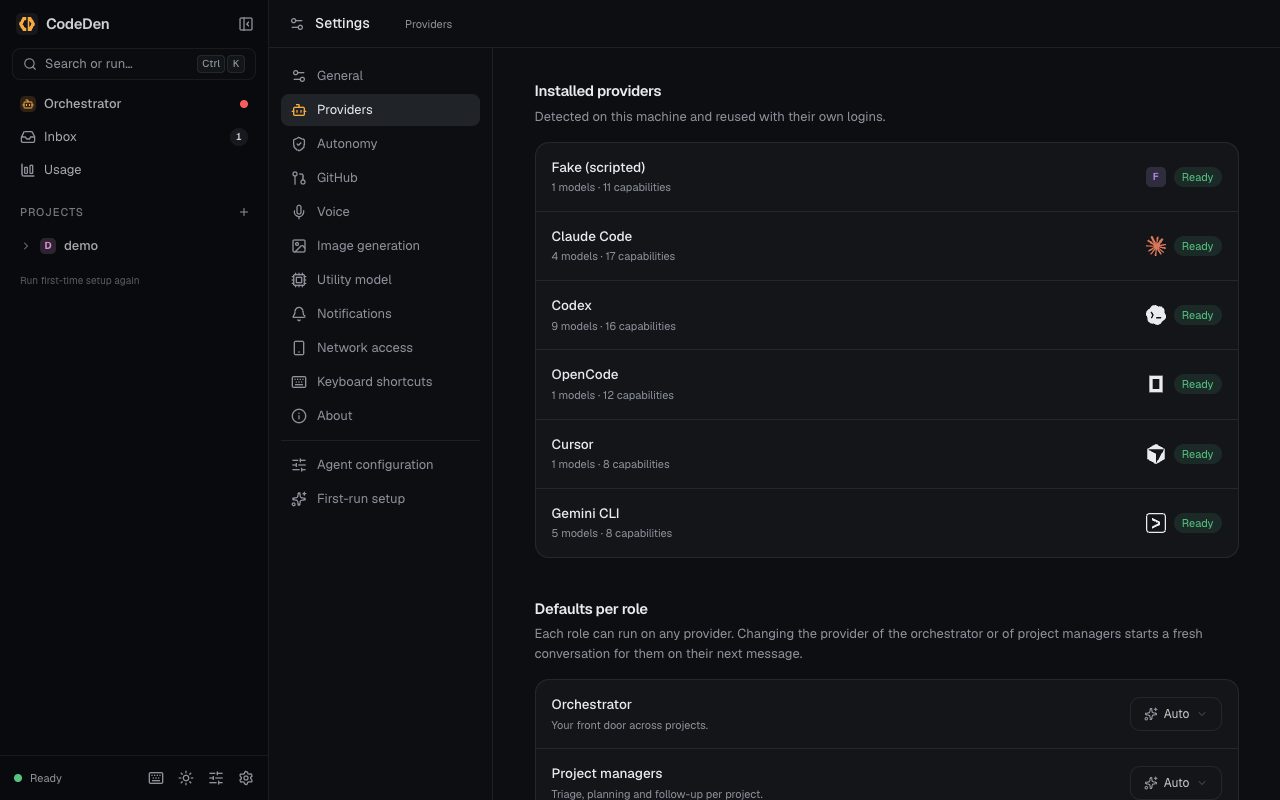 CodeDen
Search or run...
Ctrl K
Orchestrator
Inbox
1
Usage
PROJECTS
D demo
Run first-time setup again
Ready
Settings
Providers
General
Providers
Autonomy
GitHub
Voice
Image generation
Utility model
Notifications
Network access
Keyboard shortcuts
About
Agent configuration
First-run setup
Installed providers
Detected on this machine and reused with their own logins.
Fake (scripted)
1 models · 11 capabilities
F Ready
Claude Code
4 models · 17 capabilities
Ready
Codex
9 models · 16 capabilities
Ready
OpenCode
1 models · 12 capabilities
Ready
Cursor
1 models · 8 capabilities
Ready
Gemini CLI
5 models · 8 capabilities
Ready
Defaults per role
Each role can run on any provider. Changing the provider of the orchestrator or of project managers starts a fresh
conversation for them on their next message.
Orchestrator
Your front door across projects.
Auto
Project managers
Triage, planning and follow-up per project.
Auto